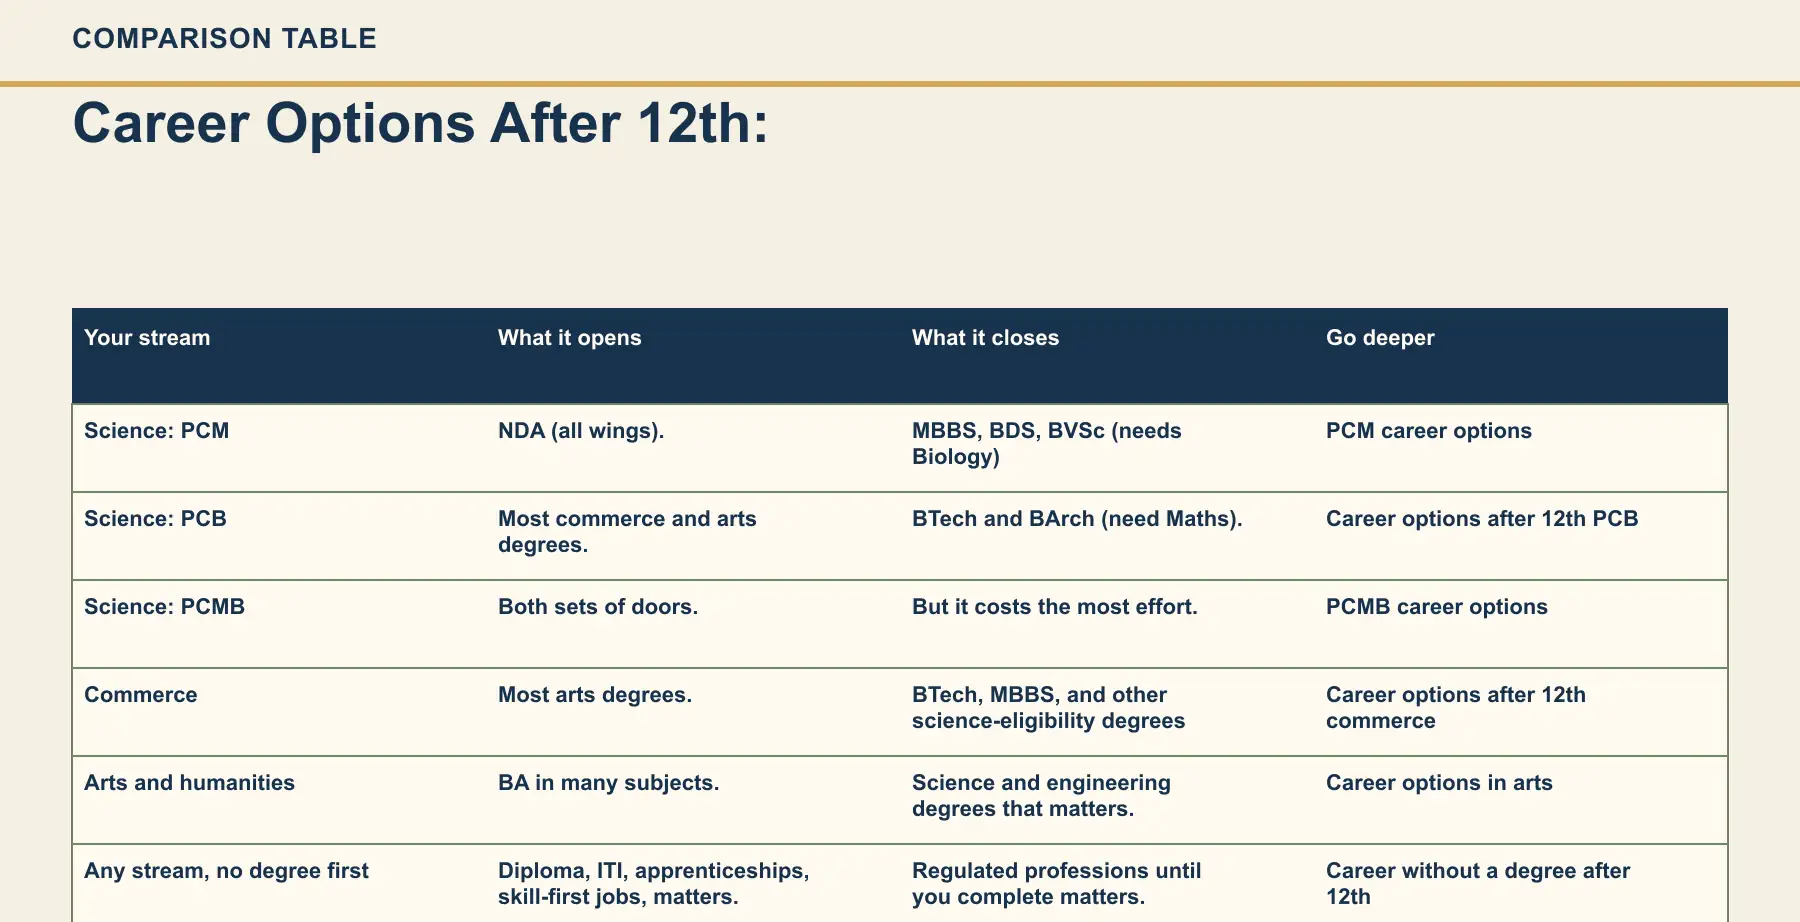 COMPARISON TABLE
Career Options After 12th:
Your stream What it opens What it closes Go deeper
Science: PCM NDA (all wings). MBBS, BDS, BVSc (needs
Biology) PCM career options
Science: PCB Most commerce and arts
degrees. BTech and BArch (need Maths). Career options after 12th PCB
Science: PCMB Both sets of doors. But it costs the most effort. PCMB career options
Commerce Most arts degrees. BTech, MBBS, and other
science-eligibility degrees Career options after 12th
commerce
Arts and humanities BA in many subjects. Science and engineering
degrees that matters. Career options in arts
Any stream, no degree first Diploma, ITI, apprenticeships,
skill-first jobs, matters. Regulated professions until
you complete matters. Career without a degree after
12th